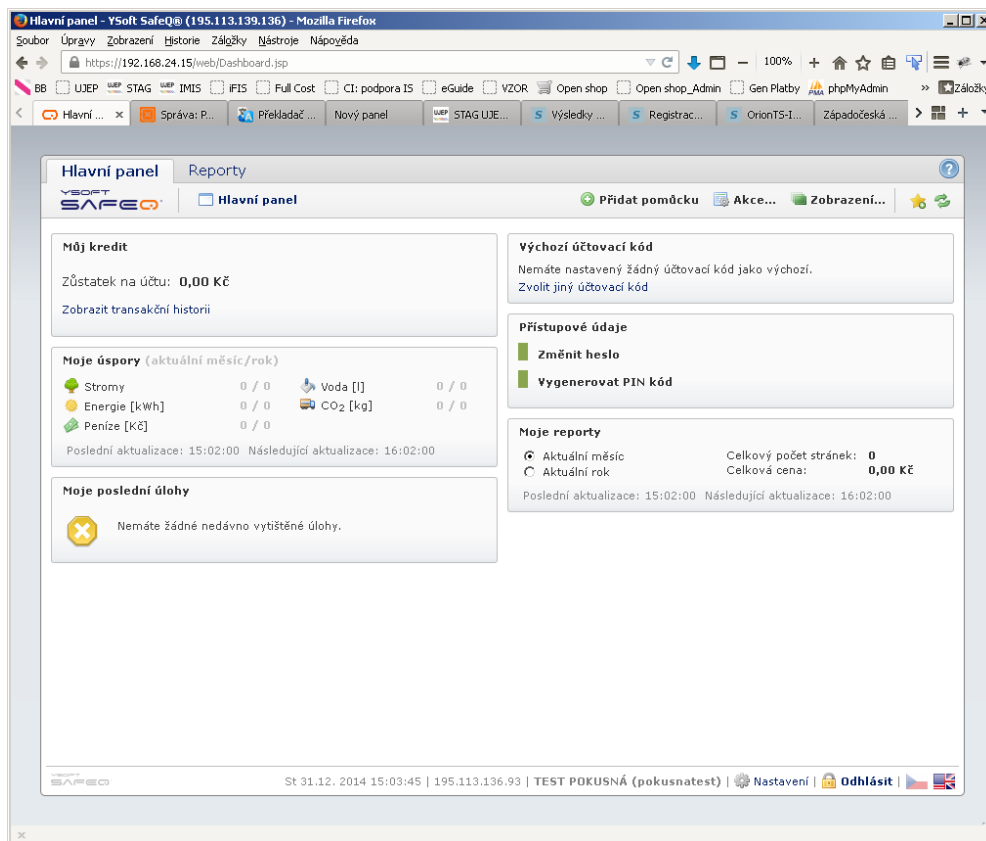 Hlavní panel - YSoft SafeQ® (195.113.139.136) - Mozilla Firefox
Soubor Úpravy Zobrazení Historie Záložky Nástroje Nápověda
https://192.168.24.15/web/Dashboard.jsp 100%
BB UJEP STAG IMIS iFIS Full Cost CI: podpora IS eGuide VZOR Open shop Open shop_Admin Gen Platby phpMyAdmin » Záložky
Hlavní ... x Správa: P... Překladač ... Nový panel STAG UJE... Výsledky ... Registrac... OrionTS-I... Západočeská ...
Hlavní panel Reporty
YSOFT SAFEQ Hlavní panel Přidat pomůcku Akce... Zobrazení...
Můj kredit
Zůstatek na účtu: 0,00 Kč
Zobrazit transakční historii
Moje úspory (aktuální měsíc/rok)
Stromy 0 / 0 Voda [l] 0 / 0
Energie [kWh] 0 / 0 CO2 [kg] 0 / 0
Peníze [Kč] 0 / 0
Poslední aktualizace: 15:02:00 Následující aktualizace: 16:02:00
Moje poslední úlohy
Nemáte žádné nedávno vytištěné úlohy.
Výchozí účtovací kód
Nemáte nastavený žádný účtovací kód jako výchozí.
Zvolit jiný účtovací kód
Přístupové údaje
Změnit heslo
Vygenerovat PIN kód
Moje reporty
Aktuální měsíc Celkový počet stránek: 0
Aktuální rok Celková cena: 0,00 Kč
Poslední aktualizace: 15:02:00 Následující aktualizace: 16:02:00
YSOFT SAFEQ St 31.12. 2014 15:03:45 | 195.113.136.93 | TEST POKUSNÁ (pokusnatest) | Nastavení | Odhlásit |